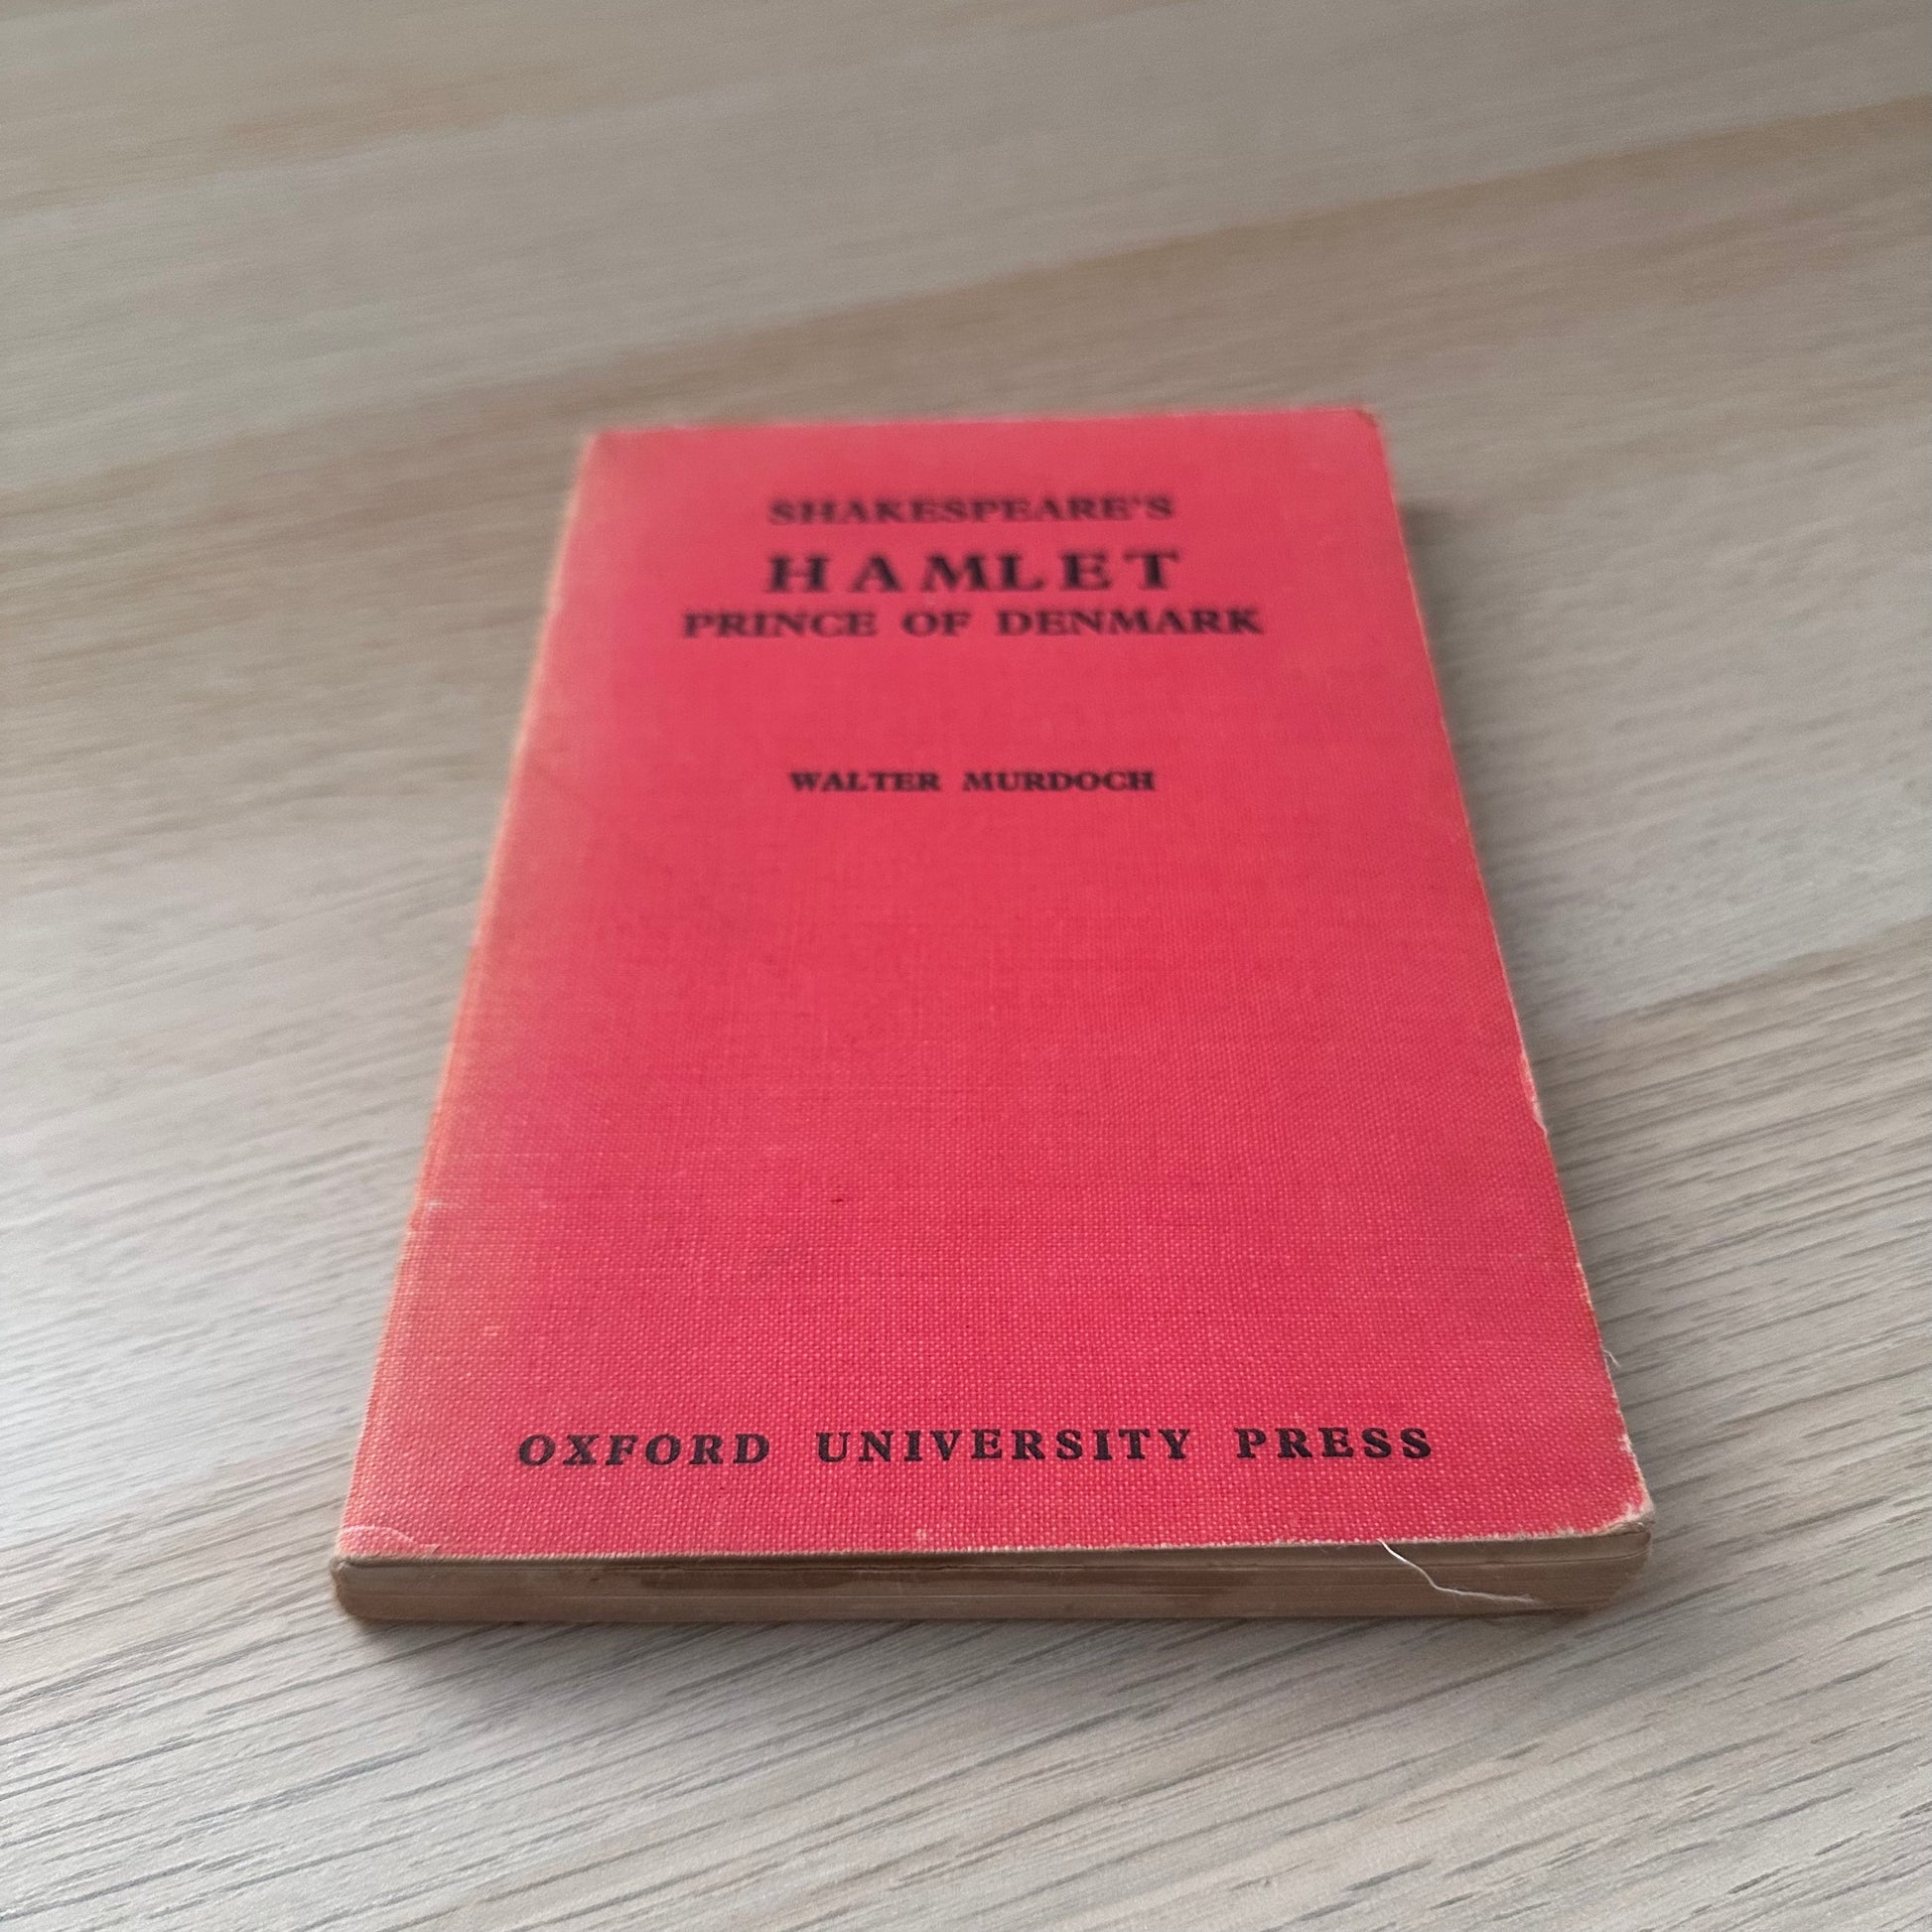 SHAKESPEARE'S
HAMLET
PRINCE OF DENMARK
WALTER MURDOCH
OXFORD UNIVERSITY PRESS